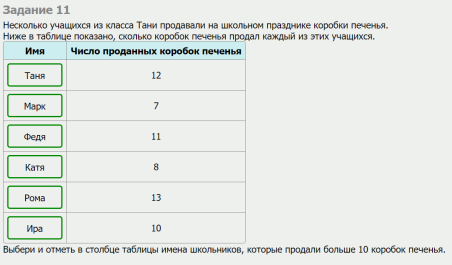 Задание 11
Несколько учащихся из класса Тани продавали на школьном празднике коробки печенья.
Ниже в таблице показано, сколько коробок печенья продал каждый из этих учащихся.
Имя Число проданных коробок печенья
Таня 12
Марк 7
Федя 11
Катя 8
Рома 13
Ира 10
Выбери и отметь в столбце таблицы имена школьников, которые продали больше 10 коробок печенья.